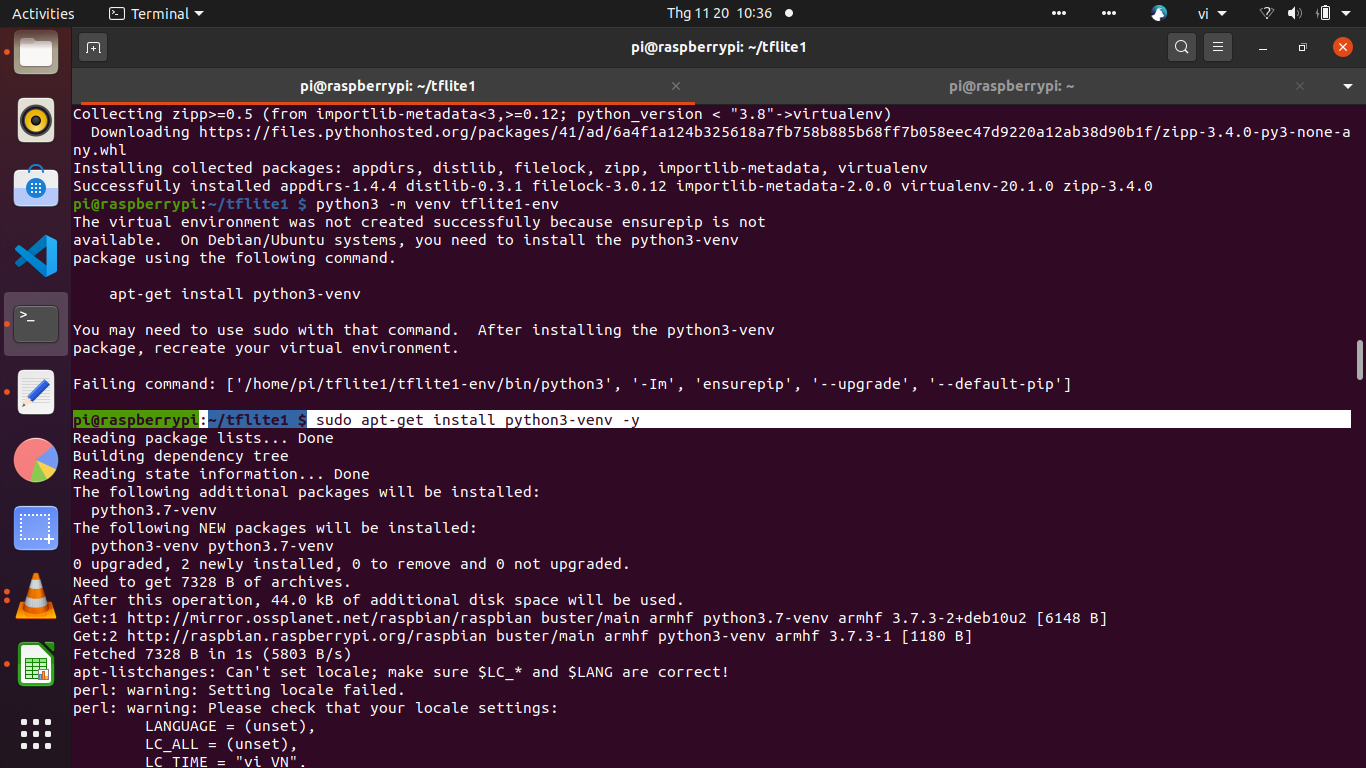 Activities
Terminal
Thg 11 20 10:36
vi
pi@raspberrypi: ~/tflite1
pi@raspberrypi: ~/tflite1
pi@raspberrypi: ~
Collecting zipp>=0.5 (from importlib-metadata<3,>=0.12; python_version < "3.8"->virtualenv)
  Downloading https://files.pythonhosted.org/packages/41/ad/6a4f1a124b325618a7fb758b885b68ff7b058eec47d9220a12ab38d90b1f/zipp-3.4.0-py3-none-a
ny.whl
Installing collected packages: appdirs, distlib, filelock, zipp, importlib-metadata, virtualenv
Successfully installed appdirs-1.4.4 distlib-0.3.1 filelock-3.0.12 importlib-metadata-2.0.0 virtualenv-20.1.0 zipp-3.4.0
pi@raspberrypi:~/tflite1 $ python3 -m venv tflite1-env
The virtual environment was not created successfully because ensurepip is not
available.  On Debian/Ubuntu systems, you need to install the python3-venv
package using the following command.
    apt-get install python3-venv
You may need to use sudo with that command.  After installing the python3-venv
package, recreate your virtual environment.
Failing command: ['/home/pi/tflite1/tflite1-env/bin/python3', '-Im', 'ensurepip', '--upgrade', '--default-pip']
pi@raspberrypi:~/tflite1 $ sudo apt-get install python3-venv -y
Reading package lists... Done
Building dependency tree
Reading state information... Done
The following additional packages will be installed:
  python3.7-venv
The following NEW packages will be installed:
  python3-venv python3.7-venv
0 upgraded, 2 newly installed, 0 to remove and 0 not upgraded.
Need to get 7328 B of archives.
After this operation, 44.0 kB of additional disk space will be used.
Get:1 http://mirror.ossplanet.net/raspbian/raspbian buster/main armhf python3.7-venv armhf 3.7.3-2+deb10u2 [6148 B]
Get:2 http://raspbian.raspberrypi.org/raspbian buster/main armhf python3-venv armhf 3.7.3-1 [1180 B]
Fetched 7328 B in 1s (5803 B/s)
apt-listchanges: Can't set locale; make sure $LC_* and $LANG are correct!
perl: warning: Setting locale failed.
perl: warning: Please check that your locale settings:
        LANGUAGE = (unset),
        LC_ALL = (unset),
        LC_TIME = "vi_VN",